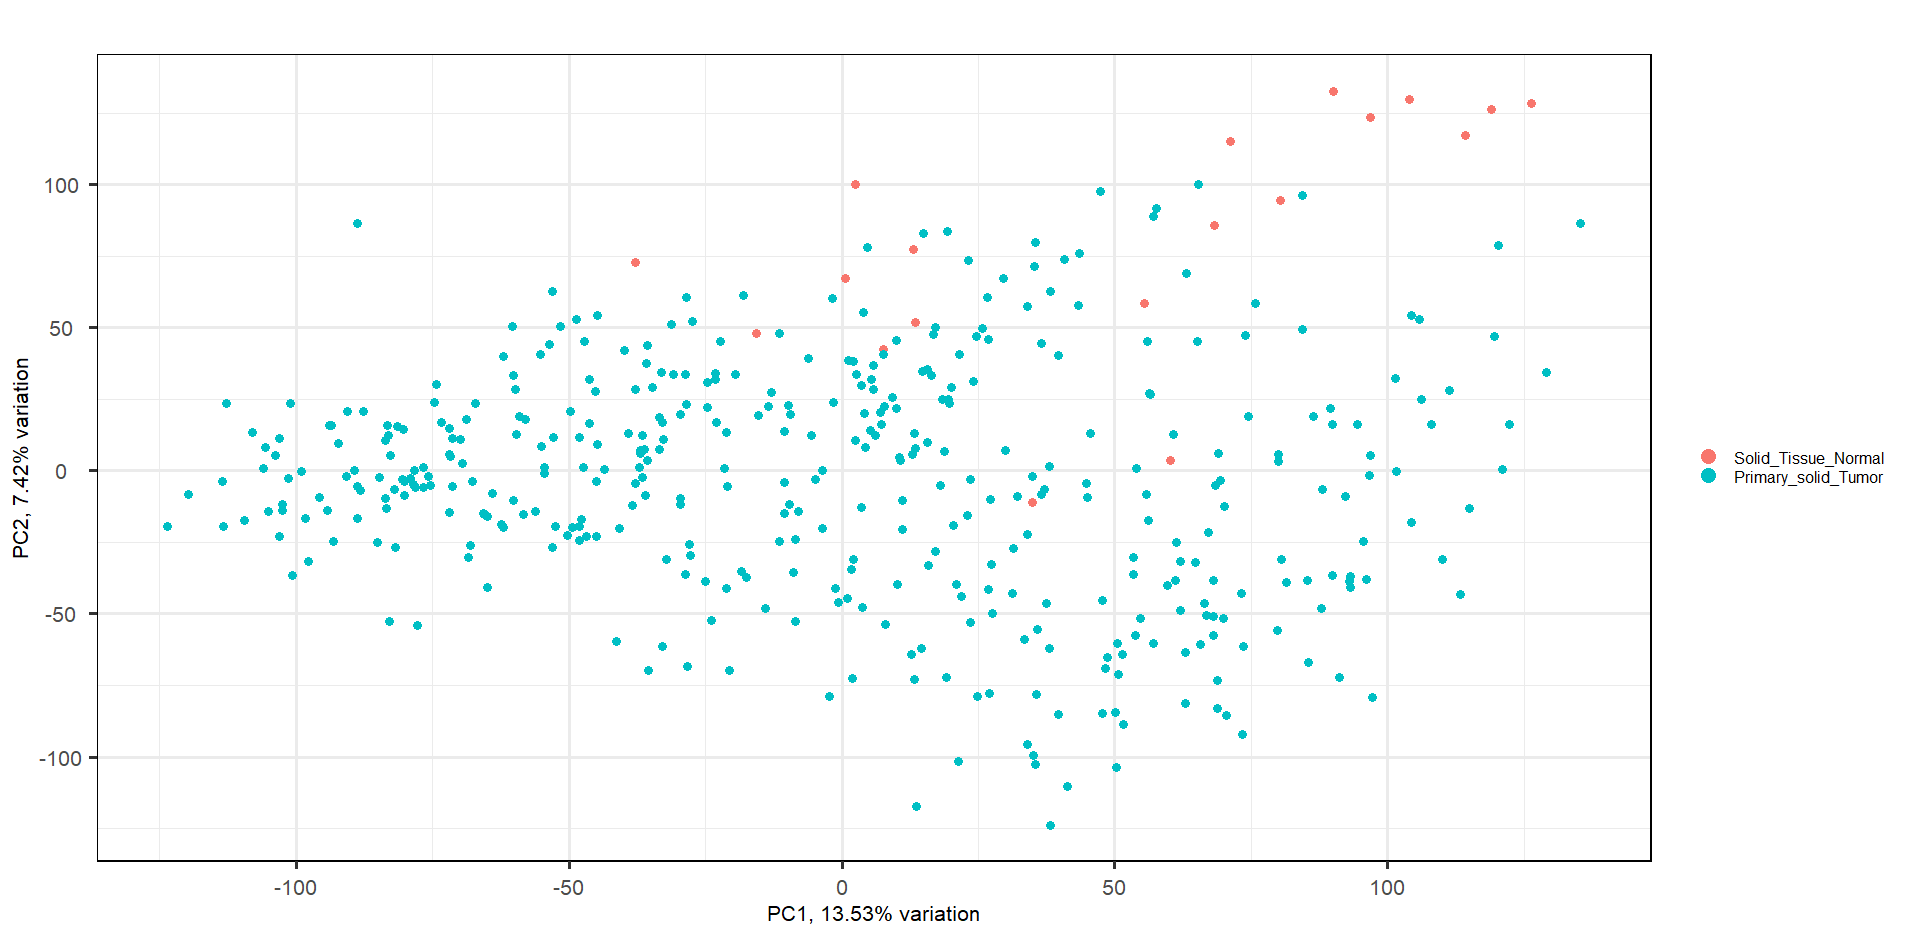 100
50
0
-50
-100
PC2, 7.42% variation
-100
-50
0
50
100
PC1, 13.53% variation
Solid_Tissue_Normal
Primary_solid_Tumor